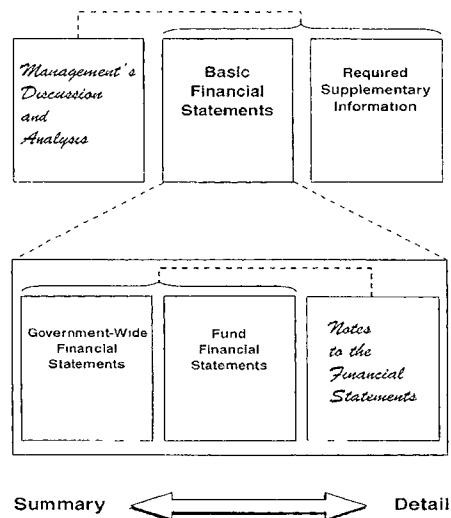 Management's
Discussion
and
Analysis
Basic
Financial
Statements
Required
Supplementary
Information
Government-Wide
Financial
Statements
Fund
Financial
Statements
Notes
to the
Financial
Statements
Summary
Detail